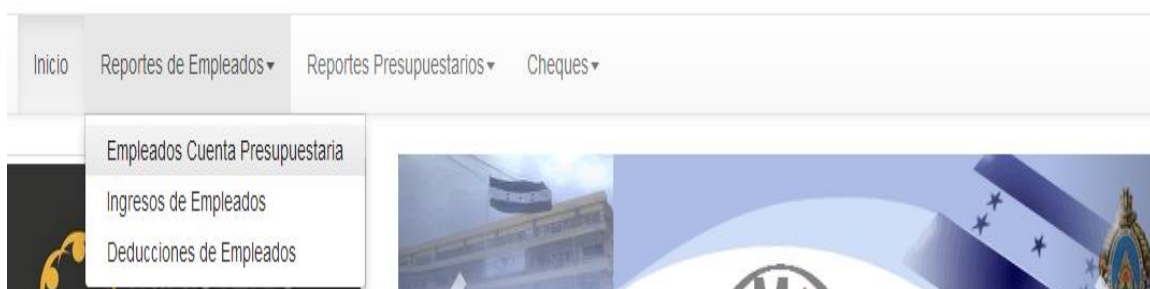 Inicio Reportes de Empleados Reportes Presupuestarios Cheques
Empleados Cuenta Presupuestaria
Ingresos de Empleados
Deducciones de Empleados